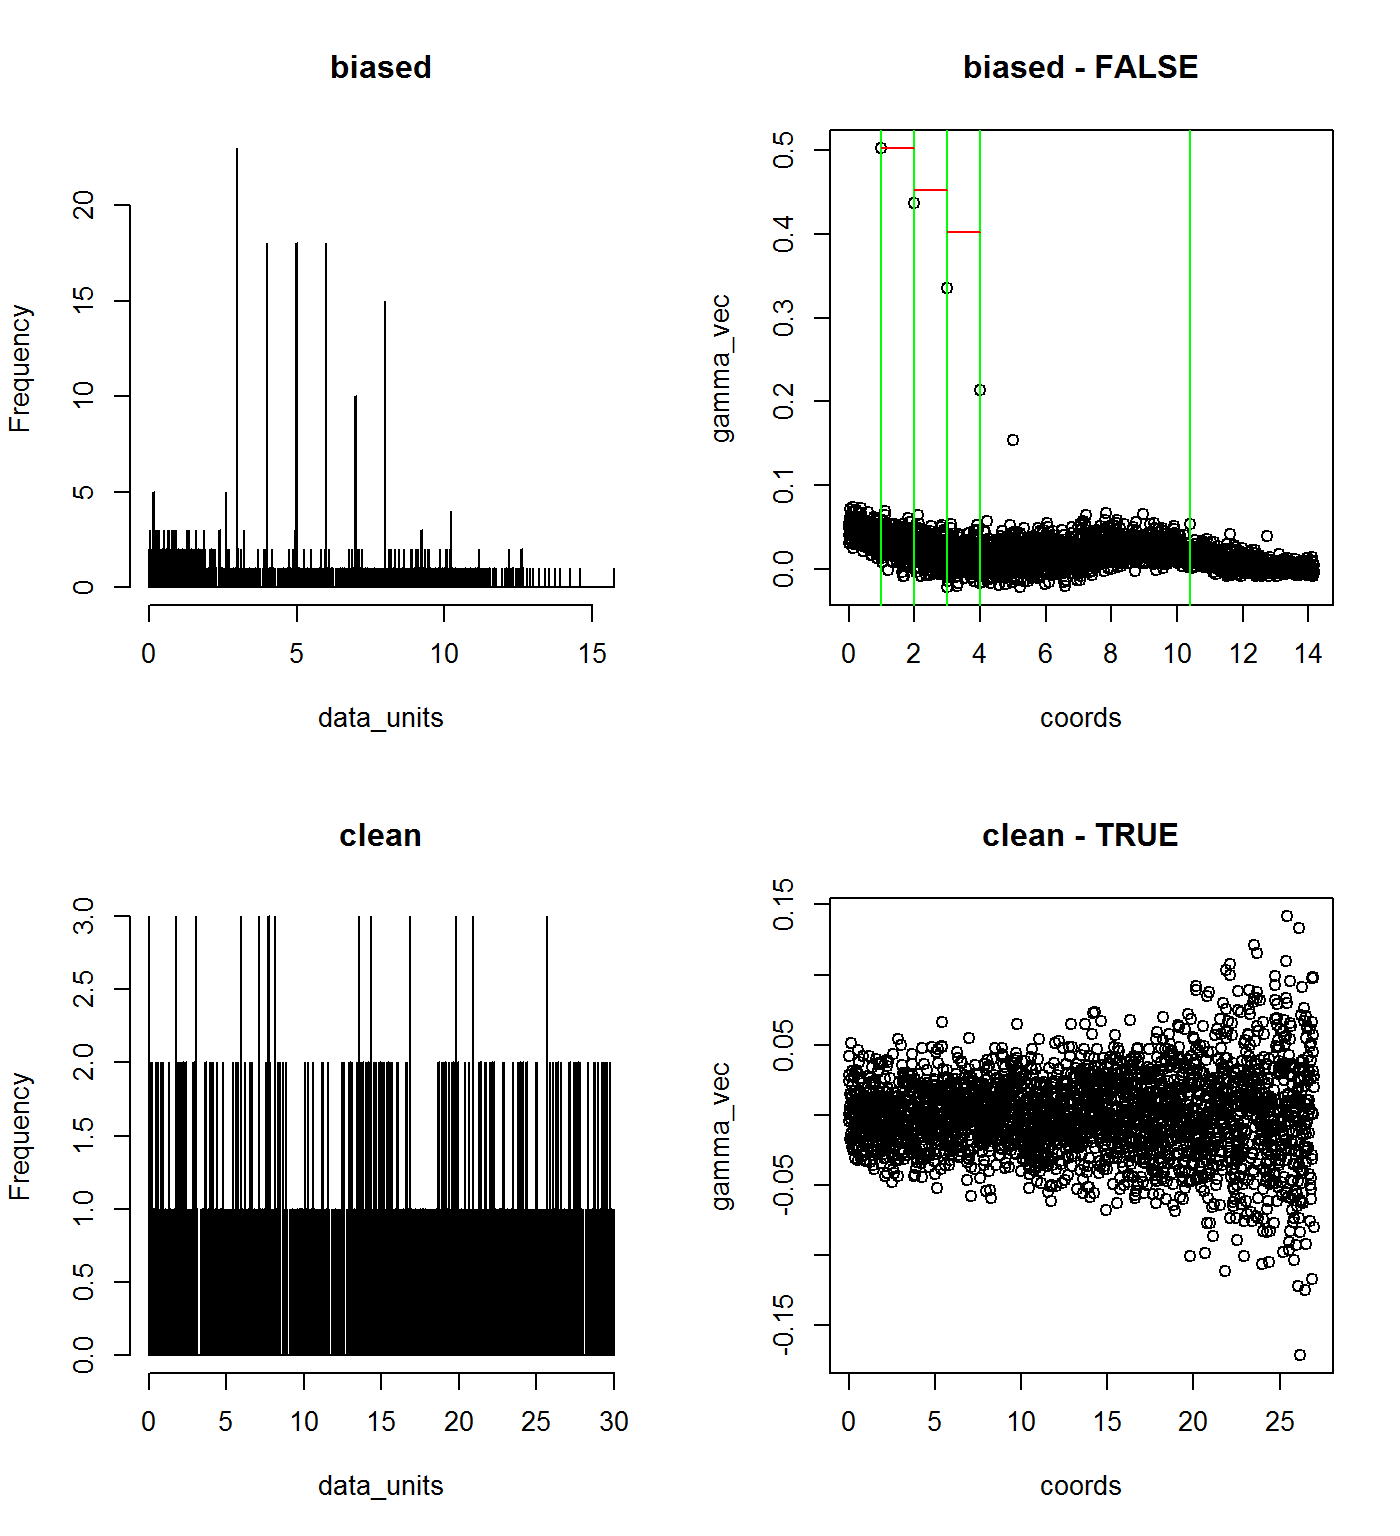 biased
Frequency
0 5 10 15 20
0 5 10 15
data_units
biased - FALSE
gamma_vec
0.0 0.1 0.2 0.3 0.4 0.5
0 2 4 6 8 10 12 14
coords
clean
Frequency
0.0 0.5 1.0 1.5 2.0 2.5 3.0
0 5 10 15 20 25 30
data_units
clean - TRUE
gamma_vec
-0.15 -0.05 0.05 0.15
0 5 10 15 20 25
coords